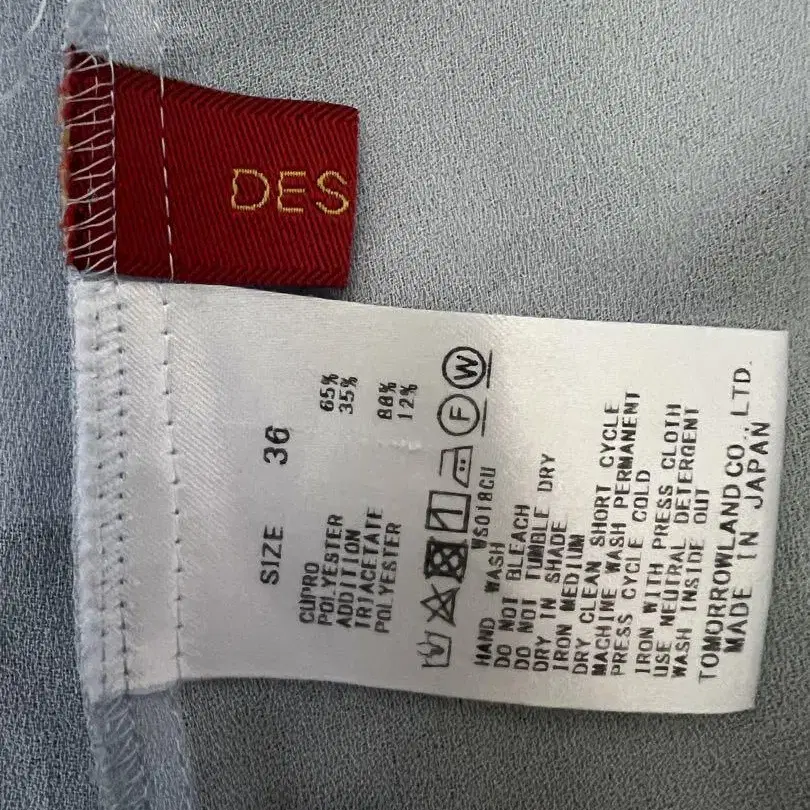 DES
SIZE 36
CUPRO 65%
POLYESTER 35%
ADDITION
TRIACETATE 88%
POLYESTER 12%
F W
WS018GU
HAND WASH
DO NOT BLEACH
DO NOT TUMBLE DRY
DRY IN SHADE
IRON MEDIUM
DRY CLEAN SHORT CYCLE
MACHINE WASH PERMANENT
PRESS CYCLE COLD
IRON WITH PRESS CLOTH
USE NEUTRAL DETERGENT
WASH INSIDE OUT
TOMORROWLAND CO., LTD.
MADE IN JAPAN